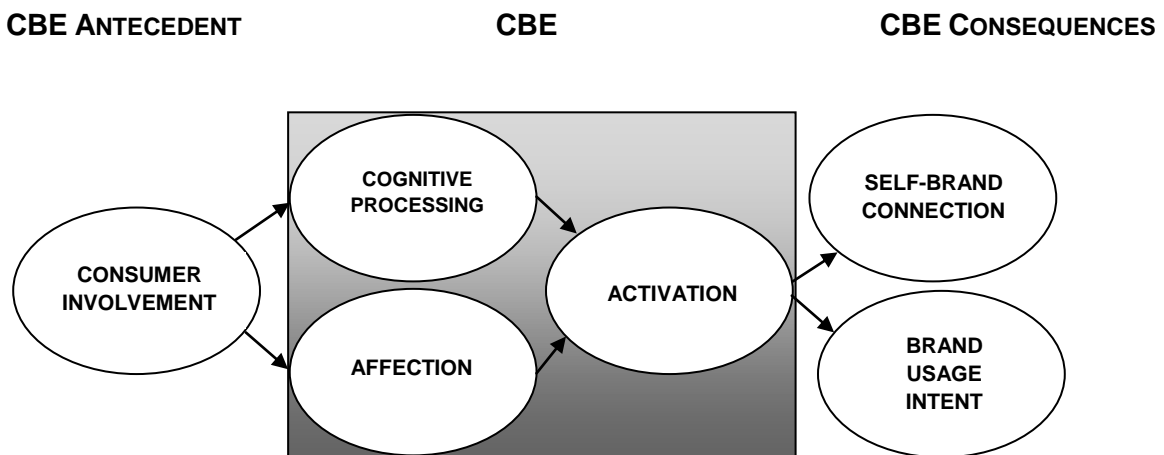 CBE ANTECEDENT
CBE
CBE CONSEQUENCES
CONSUMER
INVOLVEMENT
COGNITIVE
PROCESSING
AFFECTION
ACTIVATION
SELF-BRAND
CONNECTION
BRAND
USAGE
INTENT